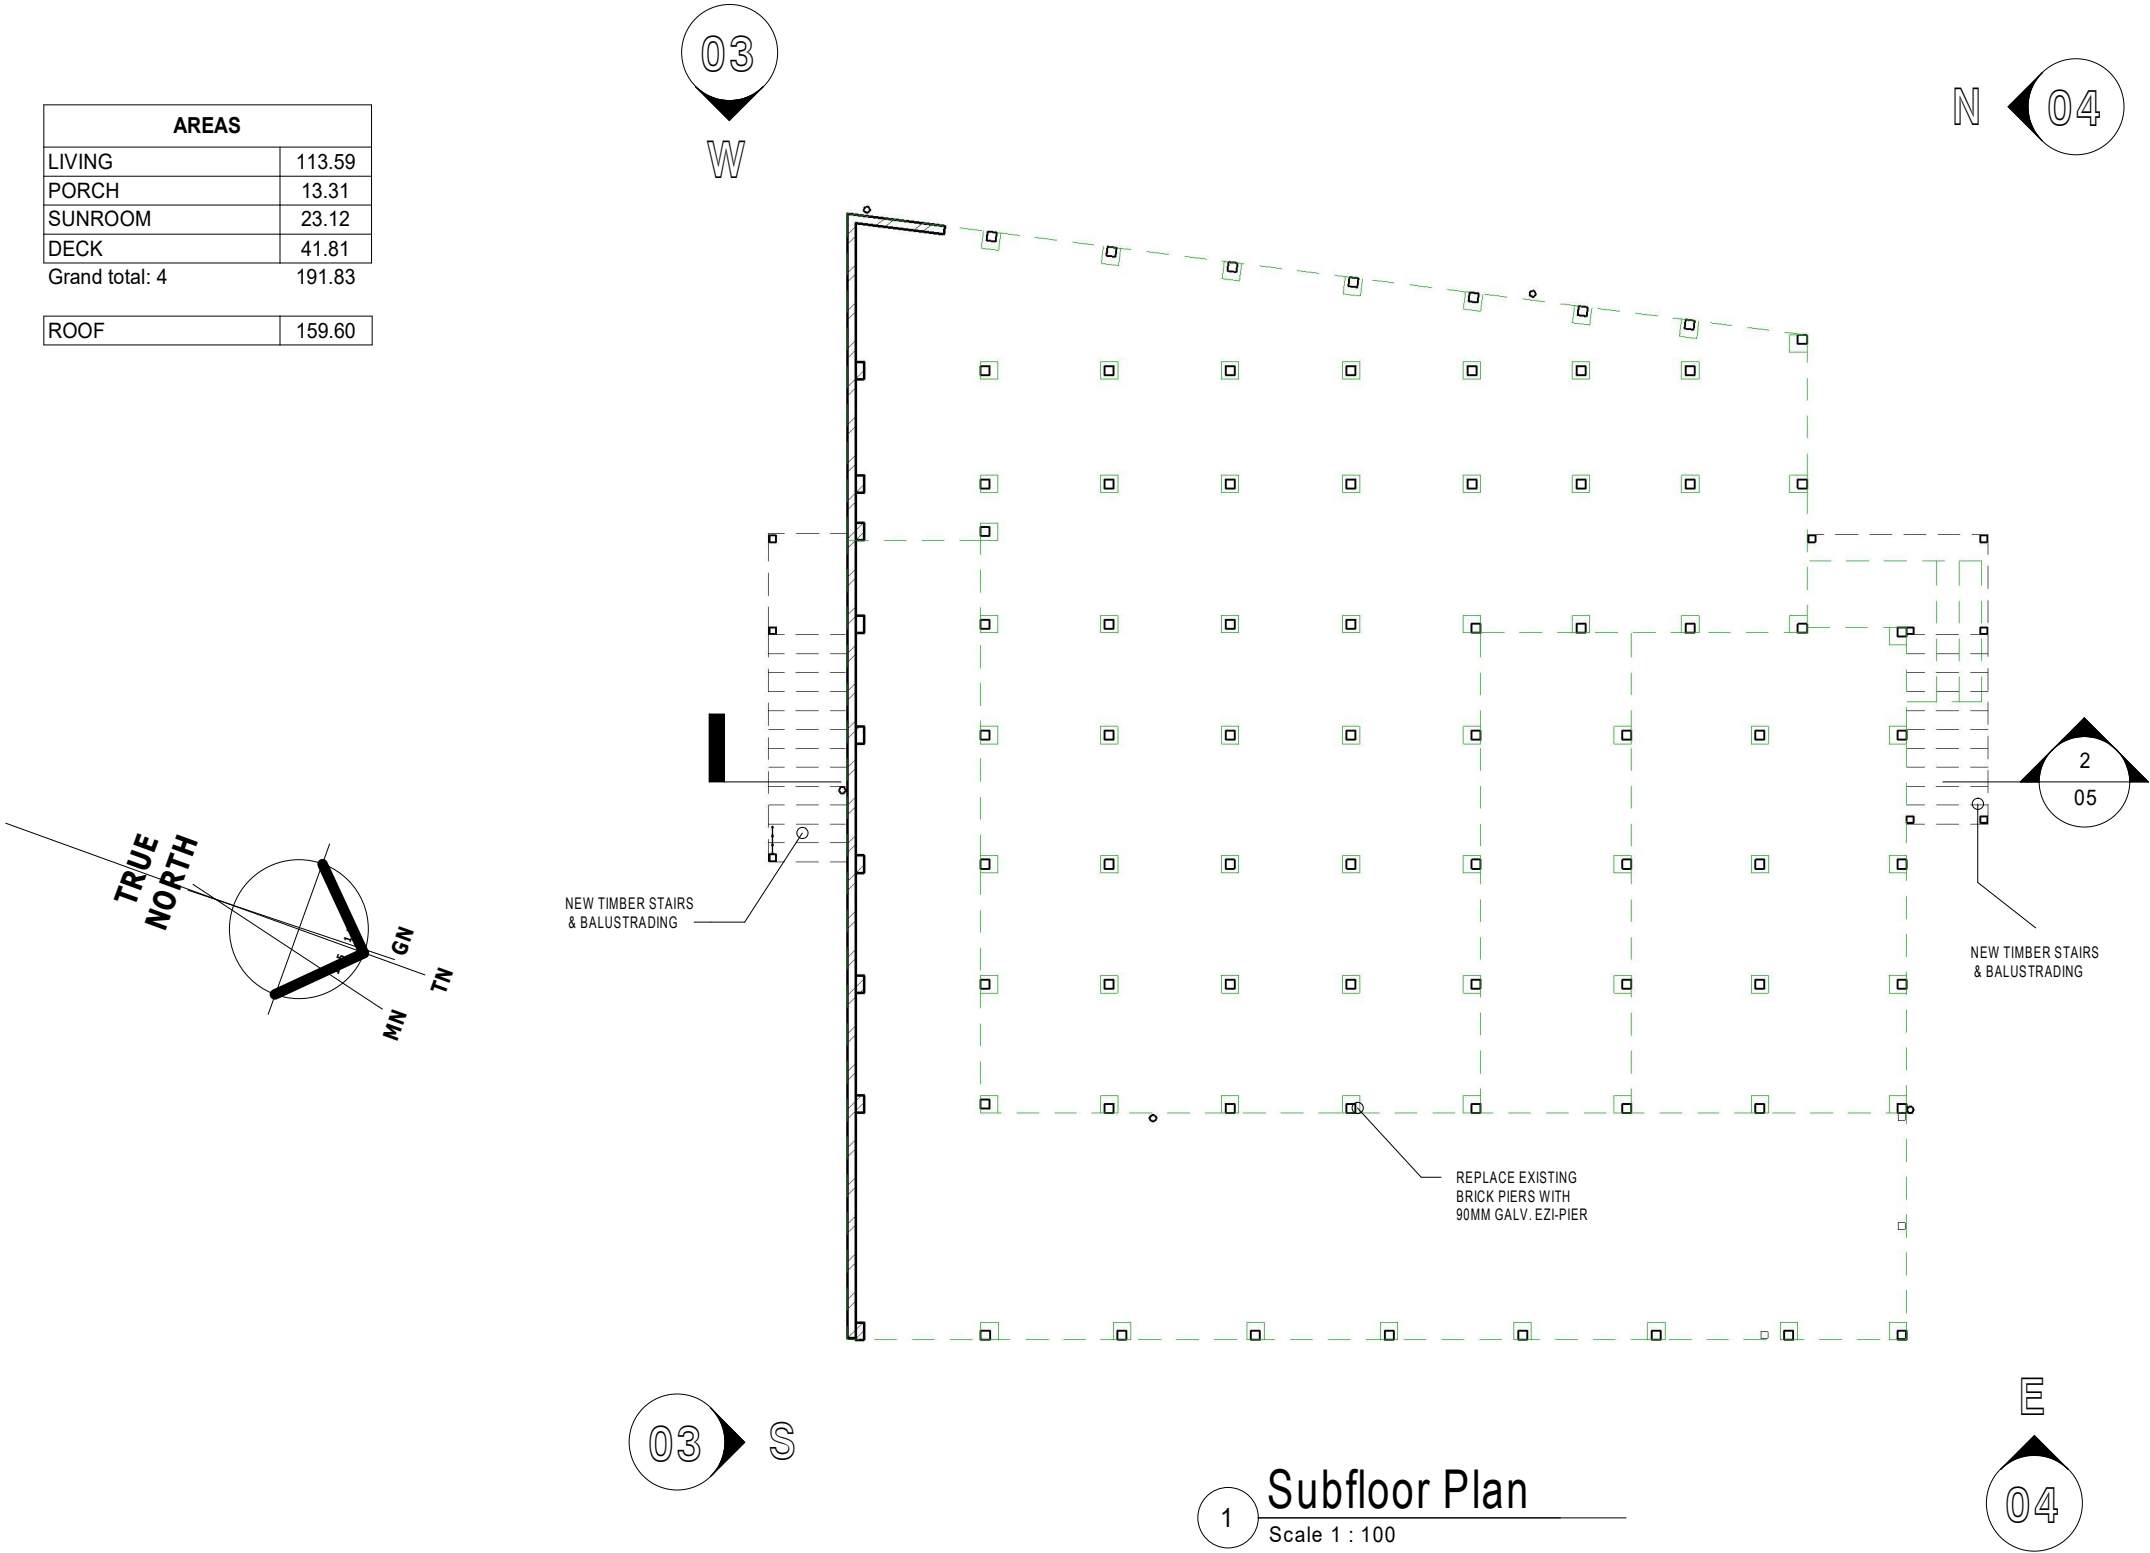 03
W
N
04
AREAS
LIVING 113.59
PORCH 13.31
SUNROOM 23.12
DECK 41.81
Grand total: 4 191.83
ROOF 159.60
2
05
TRUE
NORTH
GN
TN
MN
NEW TIMBER STAIRS
& BALUSTRADING
NEW TIMBER STAIRS
& BALUSTRADING
REPLACE EXISTING
BRICK PIERS WITH
90MM GALV. EZI-PIER
03
S
E
04
1
Subfloor Plan
Scale 1 : 100